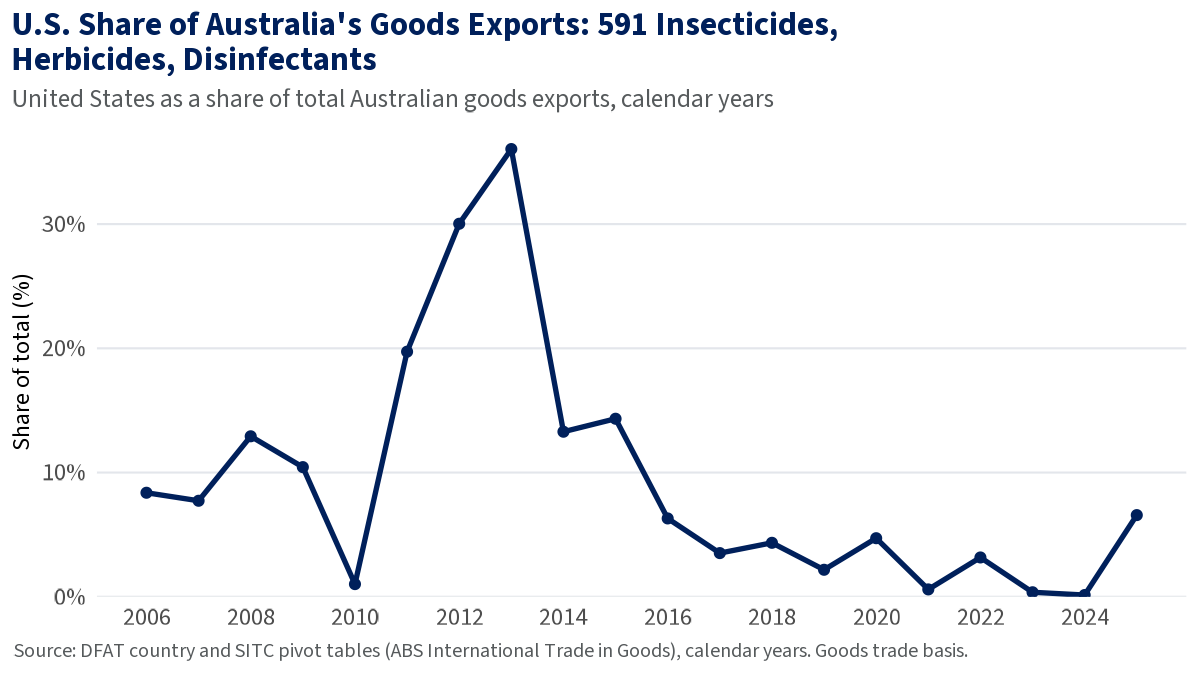 U.S. Share of Australia's Goods Exports: 591 Insecticides,
Herbicides, Disinfectants
United States as a share of total Australian goods exports, calendar years
Share of total (%)
30%
20%
10%
0%
2006 2008 2010 2012 2014 2016 2018 2020 2022 2024
Source: DFAT country and SITC pivot tables (ABS International Trade in Goods), calendar years. Goods trade basis.